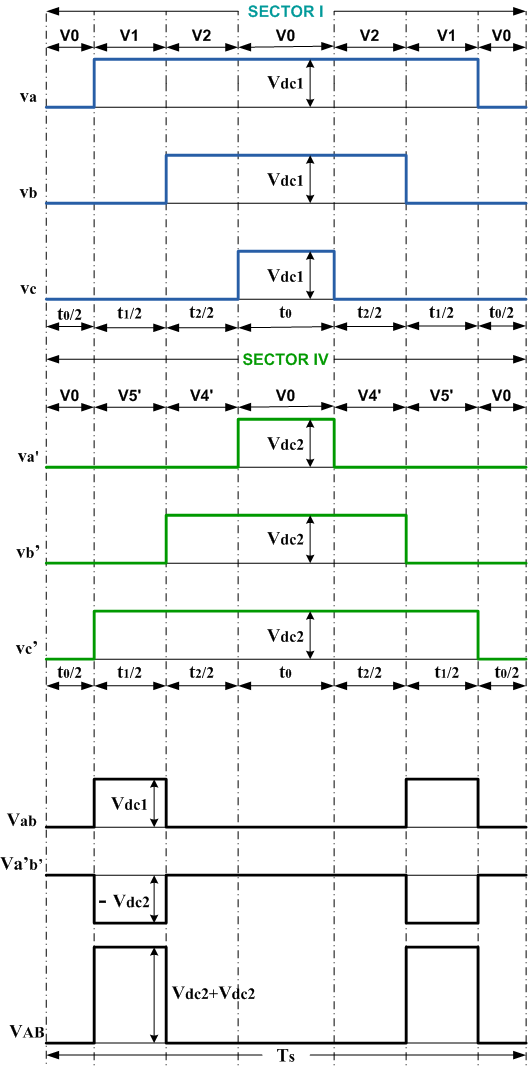 SECTOR I
V0 V1 V2 V0 V2 V1 V0
va Vdc1
vb Vdc1
vc Vdc1
t0/2 t1/2 t2/2 t0 t2/2 t1/2 t0/2
SECTOR IV
V0 V5' V4' V0 V4' V5' V0
va' Vdc2
vb’ Vdc2
vc’ Vdc2
t0/2 t1/2 t2/2 t0 t2/2 t1/2 t0/2
Vab Vdc1
Va’b’
- Vdc2
VAB Vdc2+Vdc2
Ts